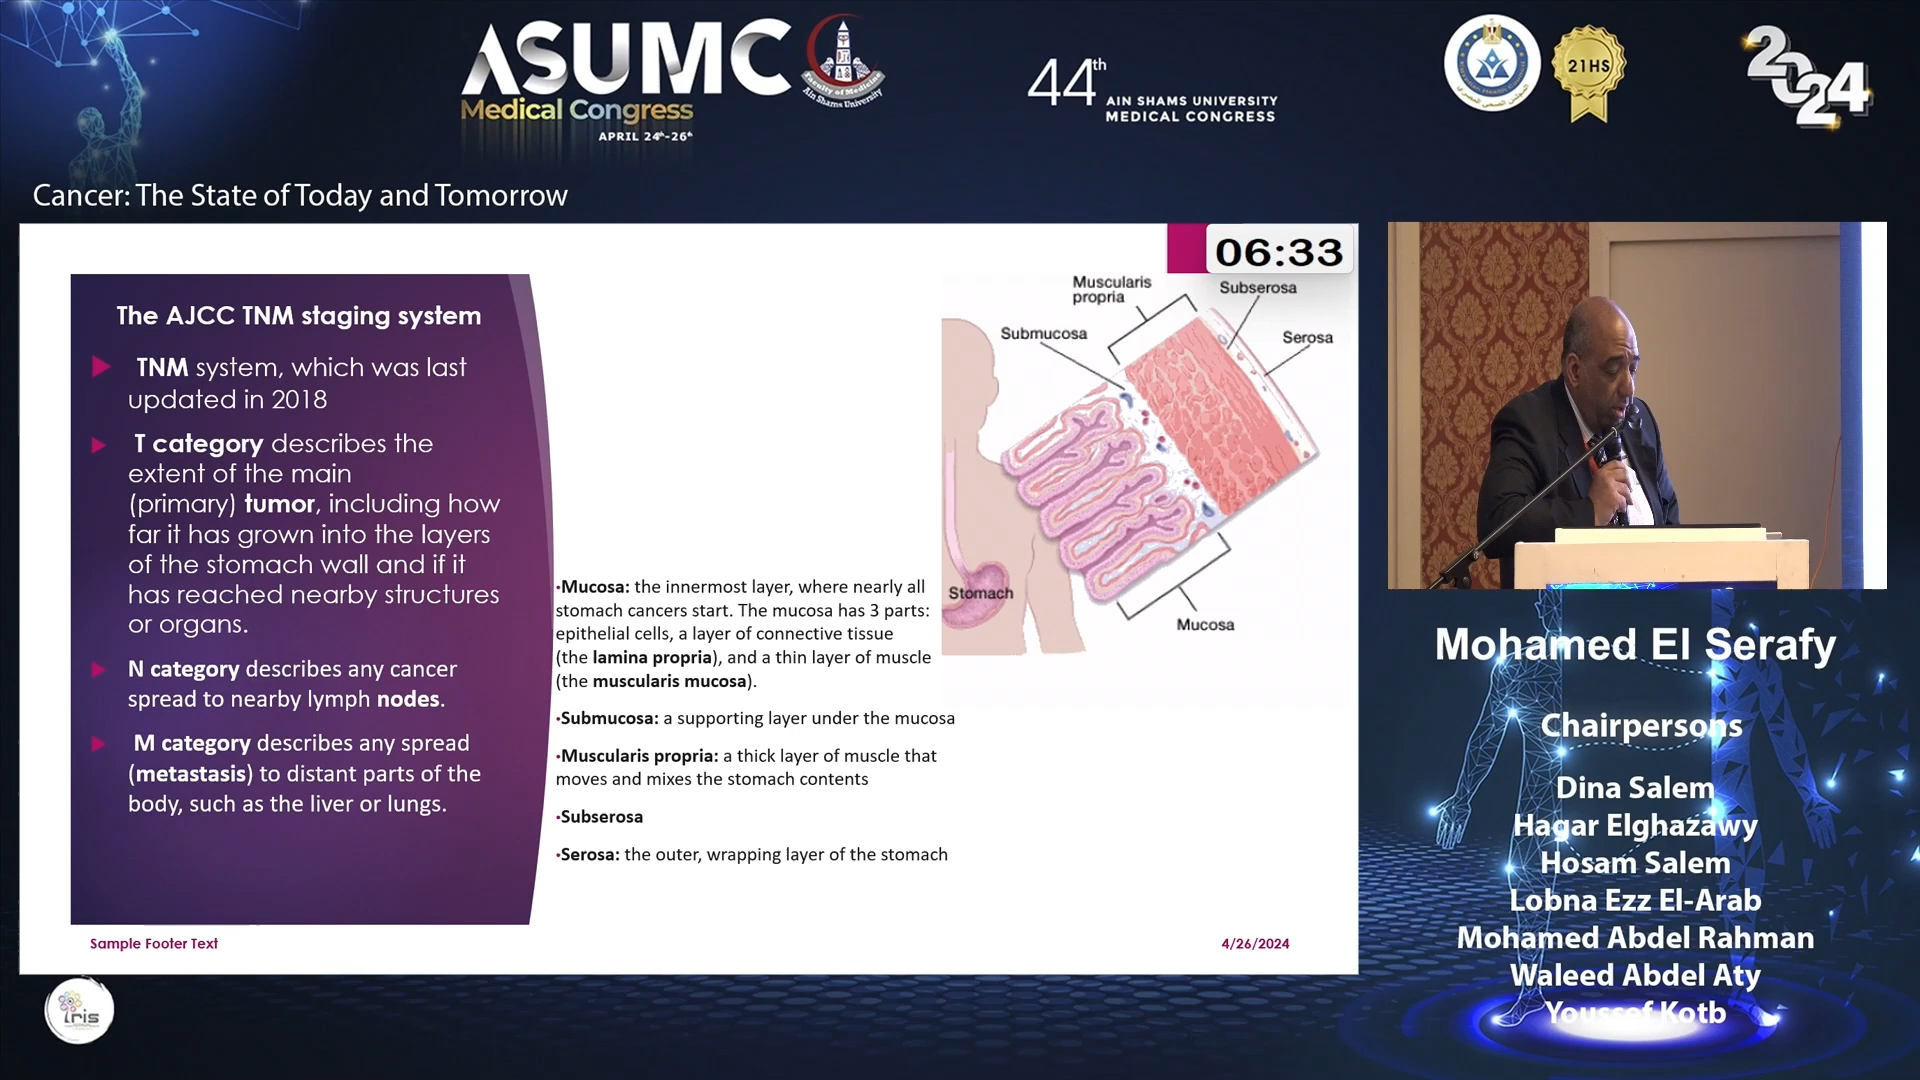 ASUMC
Medical Congress
APRIL 24th-26th
Faculty of Medicine
Ain Shams University
44th
AIN SHAMS UNIVERSITY
MEDICAL CONGRESS
21HS
2024
Cancer: The State of Today and Tomorrow
06:33
The AJCC TNM staging system
TNM system, which was last
updated in 2018
T category describes the
extent of the main
(primary) tumor, including how
far it has grown into the layers
of the stomach wall and if it
has reached nearby structures
or organs.
N category describes any cancer
spread to nearby lymph nodes.
M category describes any spread
(metastasis) to distant parts of the
body, such as the liver or lungs.
•Mucosa: the innermost layer, where nearly all
stomach cancers start. The mucosa has 3 parts:
epithelial cells, a layer of connective tissue
(the lamina propria), and a thin layer of muscle
(the muscularis mucosa).
•Submucosa: a supporting layer under the mucosa
•Muscularis propria: a thick layer of muscle that
moves and mixes the stomach contents
•Subserosa
•Serosa: the outer, wrapping layer of the stomach
Muscularis
propria
Subserosa
Submucosa
Serosa
Stomach
Mucosa
Sample Footer Text
4/26/2024
iris
Mohamed El Serafy
Chairpersons
Dina Salem
Hagar Elghazawy
Hosam Salem
Lobna Ezz El-Arab
Mohamed Abdel Rahman
Waleed Abdel Aty
Youssef Kotb